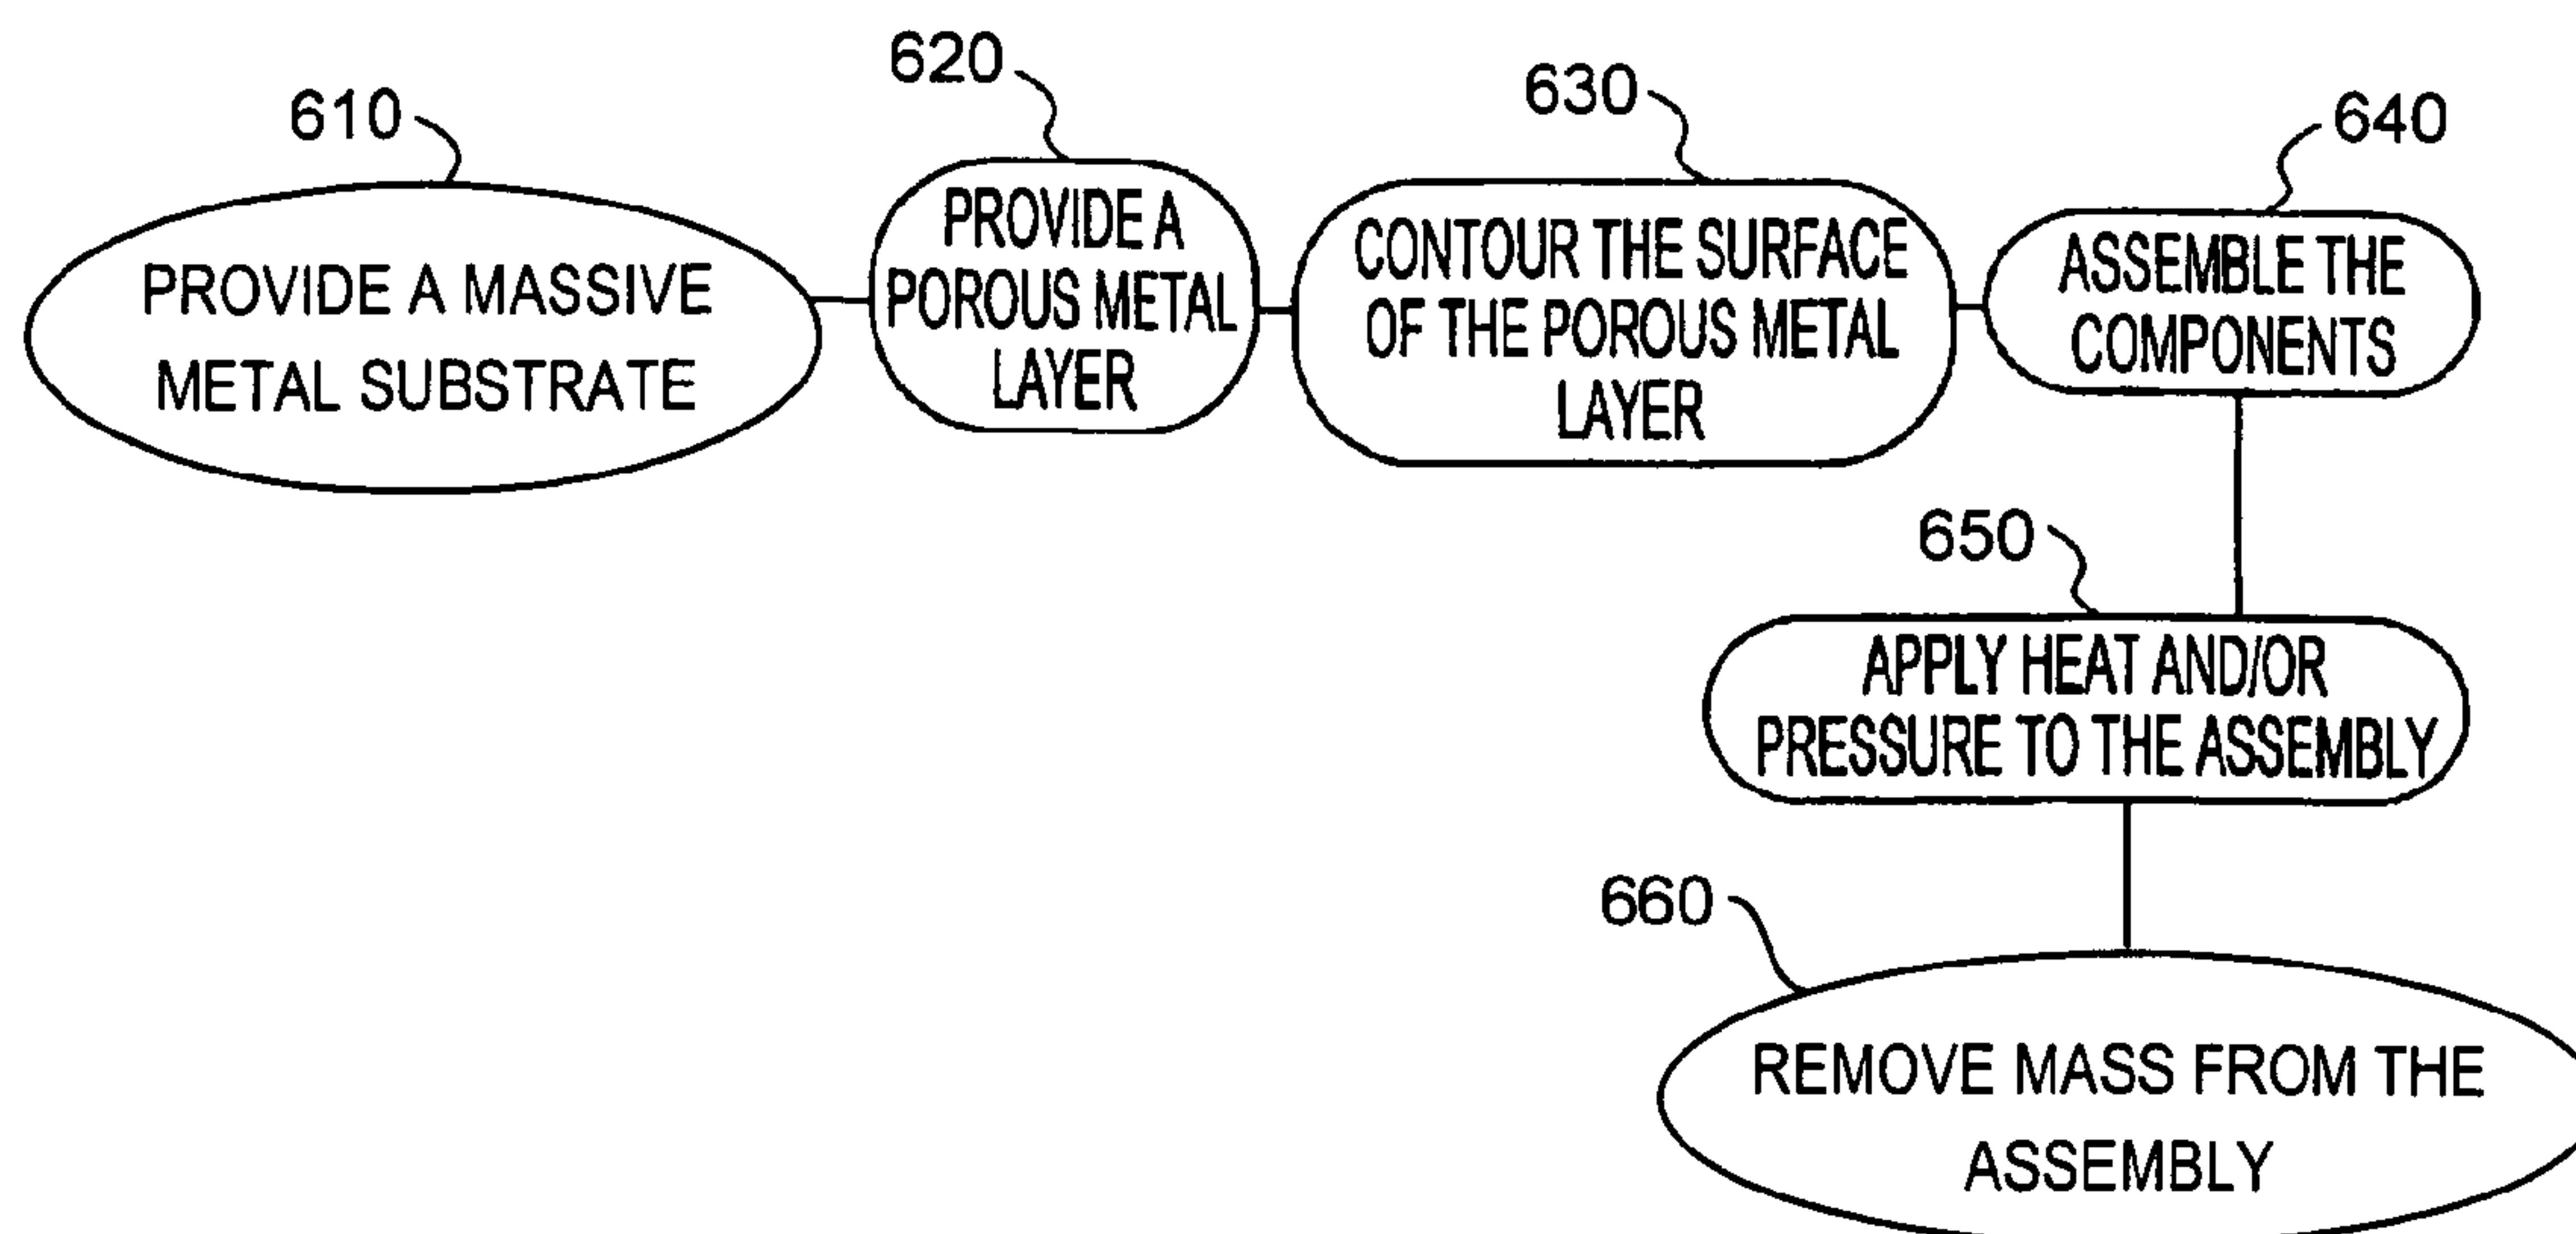 610
PROVIDE A MASSIVE
METAL SUBSTRATE
620
PROVIDE A
POROUS METAL
LAYER
630
CONTOUR THE SURFACE
OF THE POROUS METAL
LAYER
640
ASSEMBLE THE
COMPONENTS
650
APPLY HEAT AND/OR
PRESSURE TO THE ASSEMBLY
660
REMOVE MASS FROM THE
ASSEMBLY